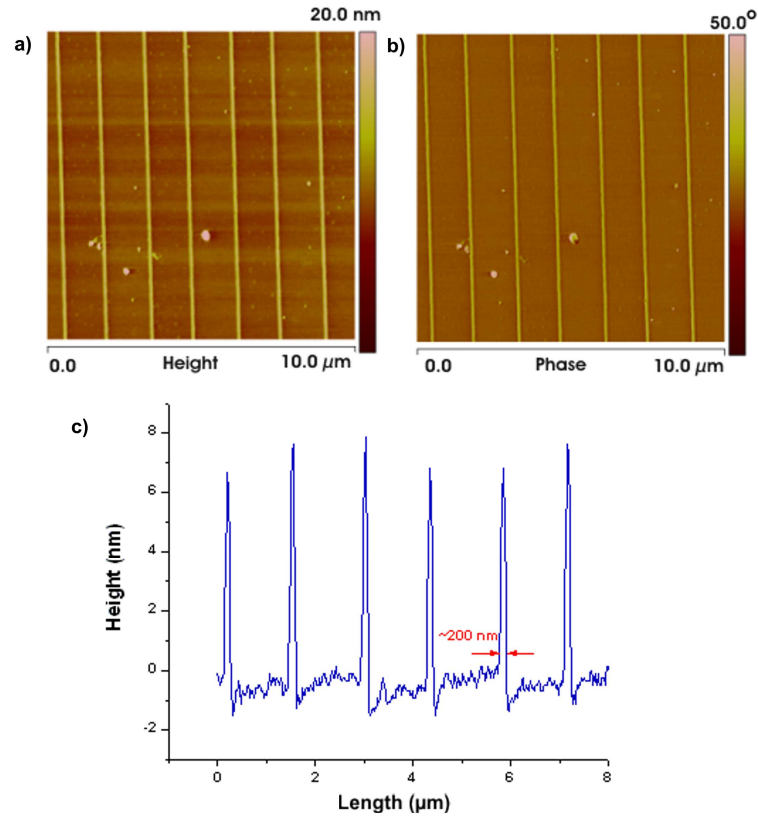 20.0 nm
50.0°
a)
b)
0.0 Height 10.0 μm
0.0 Phase 10.0 μm
c)
8
6
4
2
0
-2
Height (nm)
~200 nm
0 2 4 6 8
Length (μm)